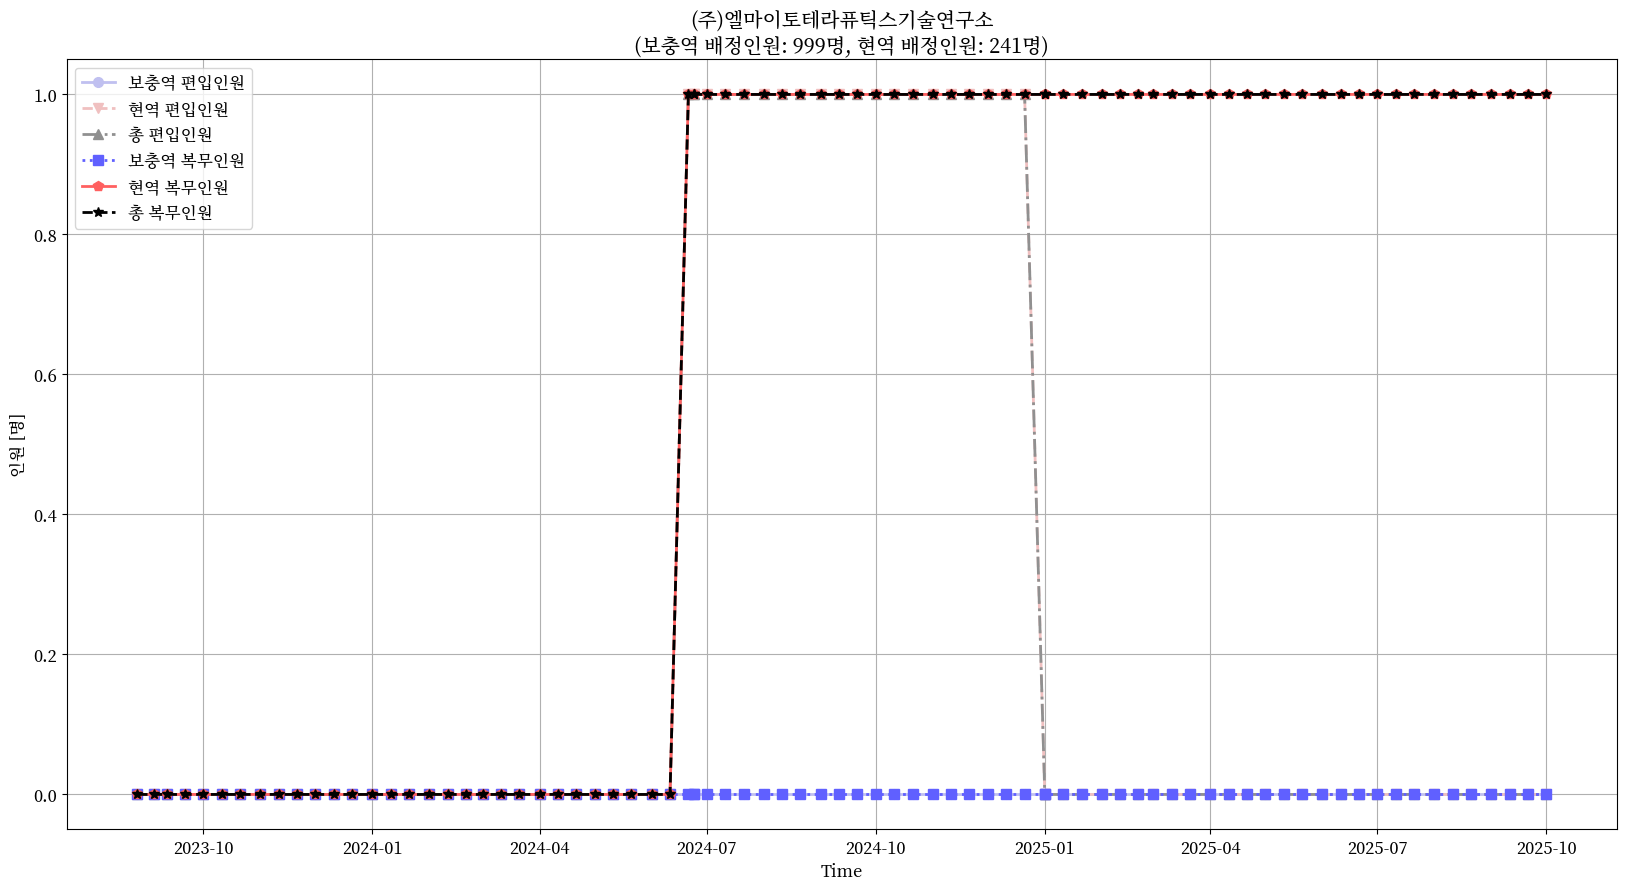 (주)엘마이토테라퓨틱스기술연구소
(보충역 배정인원: 999명, 현역 배정인원: 241명)
보충역 편입인원
현역 편입인원
총 편입인원
보충역 복무인원
현역 복무인원
총 복무인원
1.0
0.8
0.6
0.4
0.2
0.0
인원 [명]
2023-10
2024-01
2024-04
2024-07
2024-10
2025-01
2025-04
2025-07
2025-10
Time